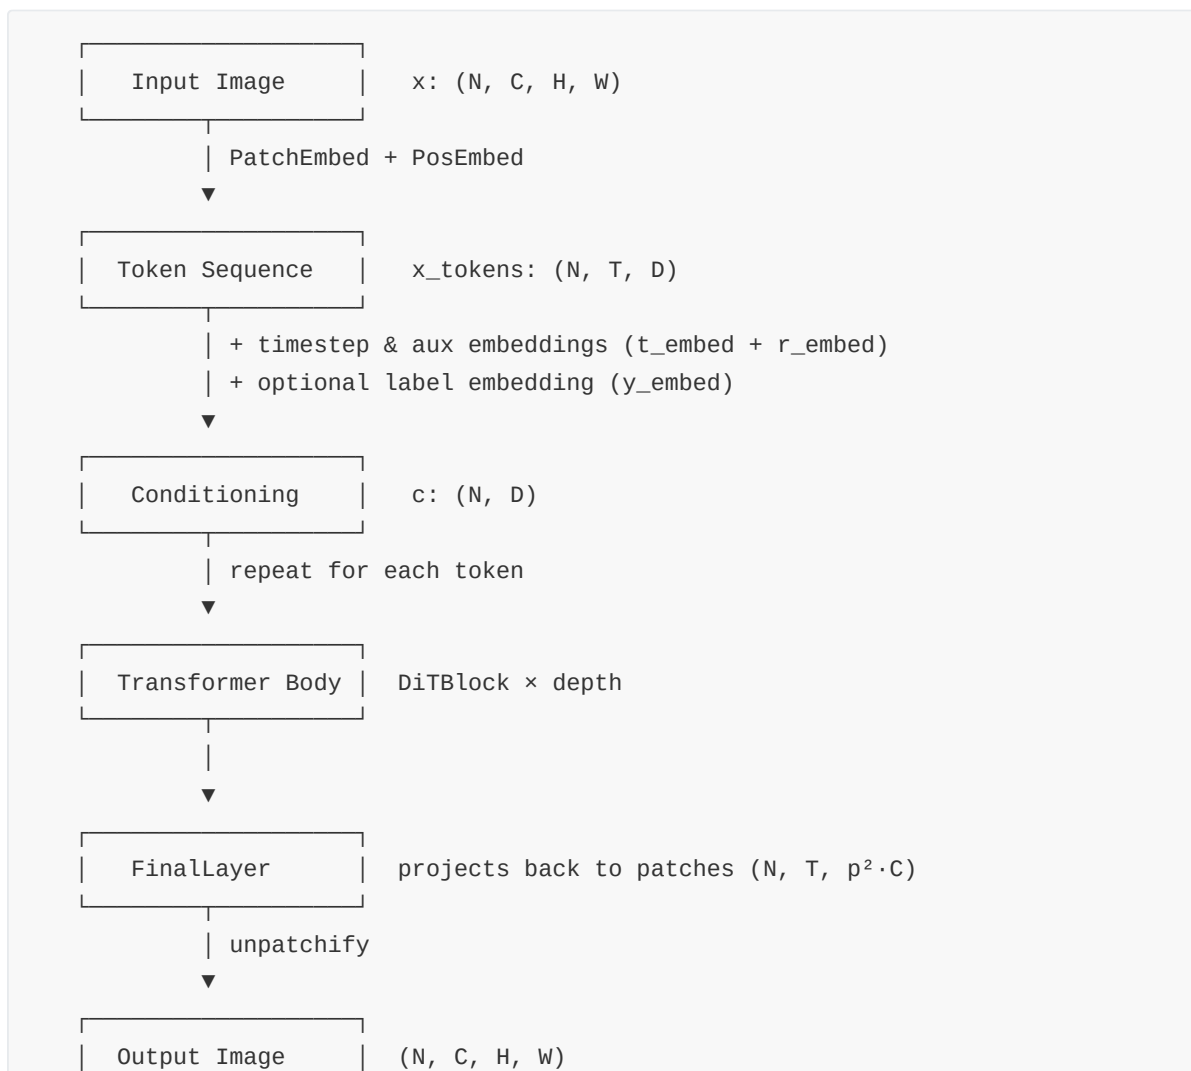 Input Image x: (N, C, H, W)
PatchEmbed + PosEmbed
▼
Token Sequence x_tokens: (N, T, D)
+ timestep & aux embeddings (t_embed + r_embed)
+ optional label embedding (y_embed)
▼
Conditioning c: (N, D)
repeat for each token
▼
Transformer Body DiTBlock × depth
▼
FinalLayer projects back to patches (N, T, p²·C)
unpatchify
▼
Output Image (N, C, H, W)